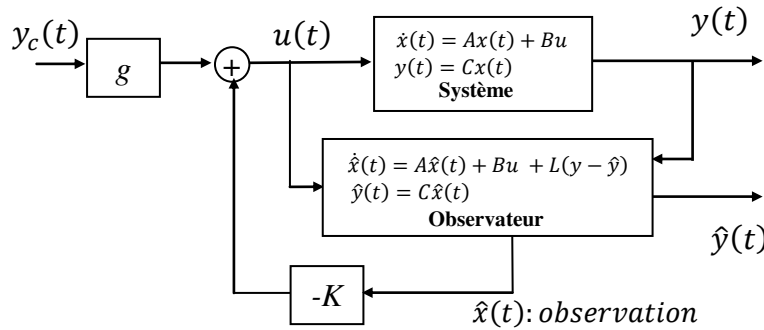 y_c(t)
g
+
u(t)
ẋ(t) = Ax(t) + Bu
y(t) = Cx(t)
Système
y(t)
ẋ̂(t) = Ax̂(t) + Bu + L(y − ŷ)
ŷ(t) = Cx̂(t)
Observateur
ŷ(t)
-K
x̂(t): observation